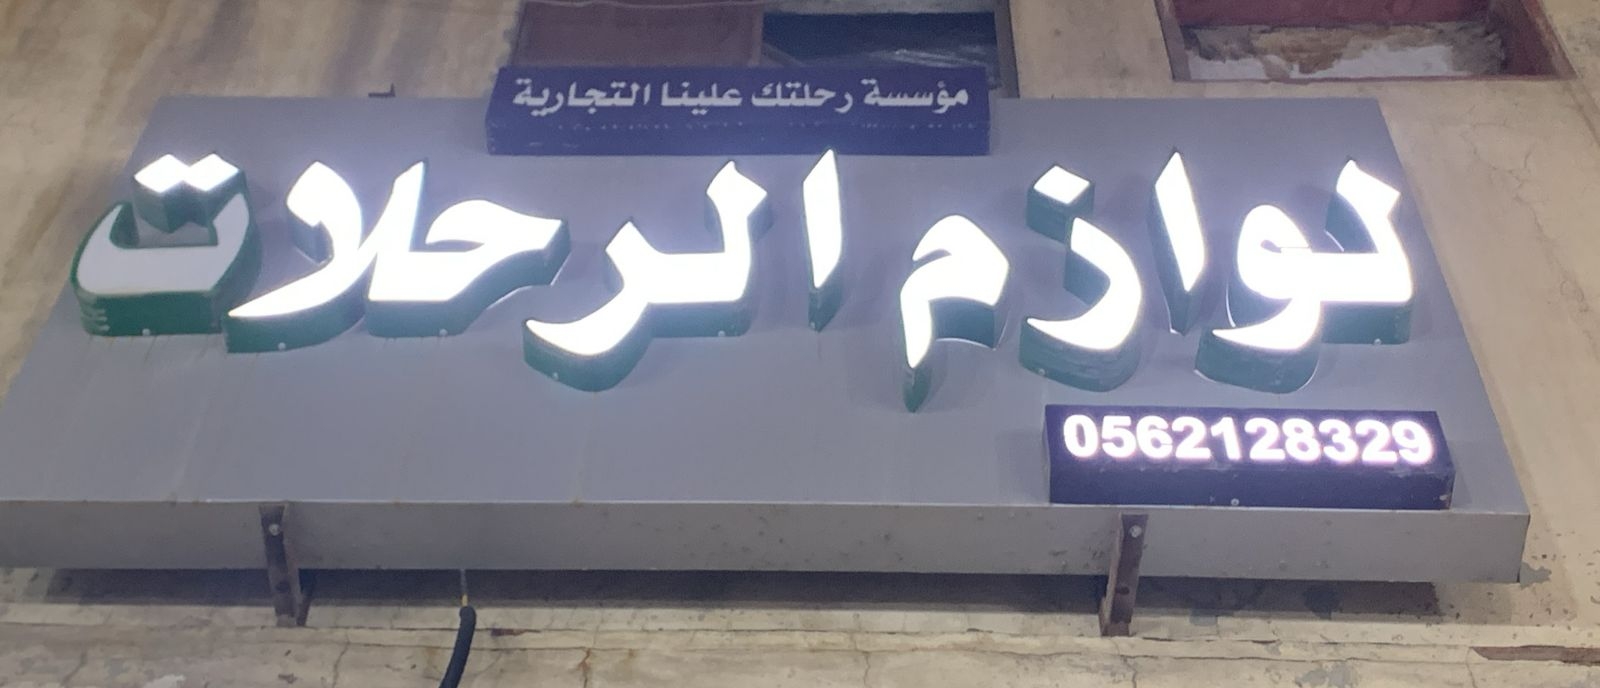 مؤسسة رحلتك علينا التجارية
لوازم الرحلات
0562128329